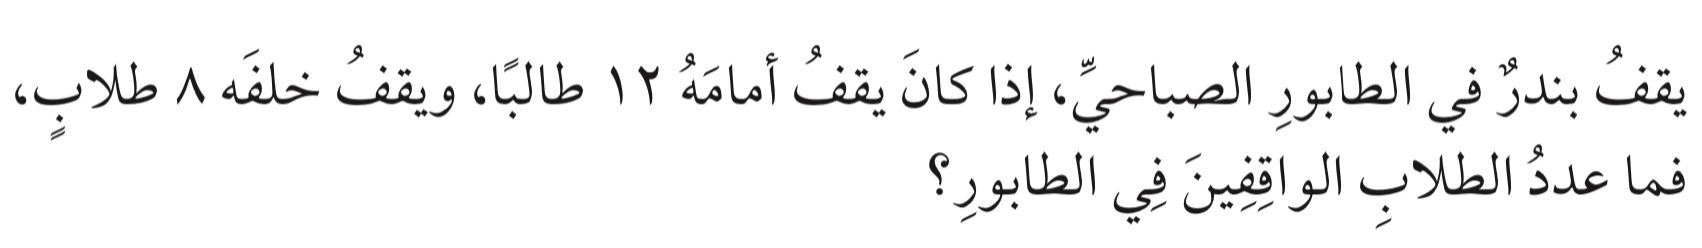 يقفُ بندرٌ في الطابورِ الصباحيِّ، إذا كانَ يقفُ أمامَهُ ١٢ طالبًا، ويقفُ خلفَه ٨ طلابٍ،
فما عددُ الطلابِ الواقِفِينَ فِي الطابورِ؟